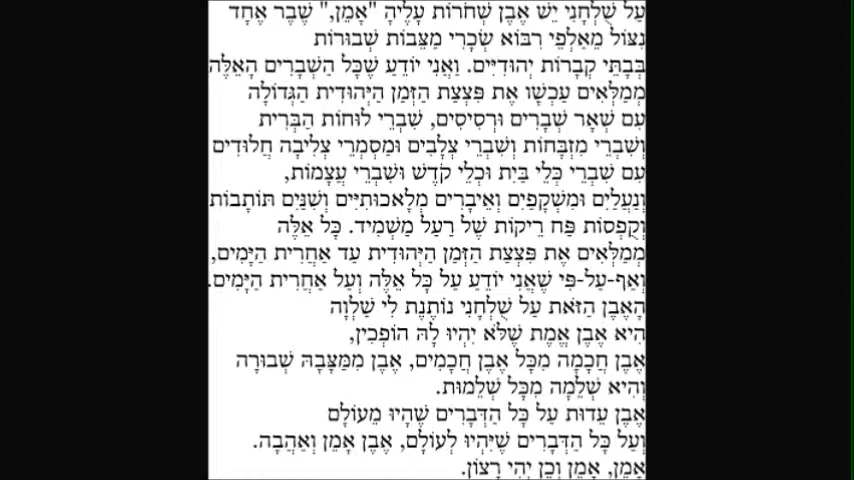 עַל שֻׁלְחָנִי יֵשׁ אֶבֶן שְׁחֹרוֹת עָלֶיהָ "אָמֵן," שֶׁבֶר אֶחָד
נִצּוֹל מֵאַלְפֵי רִבּוֹא שִׂכְרֵי מַצֵּבוֹת שְׁבוּרוֹת
בְּבָתֵּי קְבָרוֹת יְהוּדִיִּים. וַאֲנִי יוֹדֵעַ שֶׁכָּל הַשְּׁבָרִים הָאֵלֶּה
מְמַלְּאִים עַכְשָׁו אֶת פִּצְצַת הַזְּמַן הַיְּהוּדִית הַגְּדוֹלָה
עִם שְׁאָר שְׁבָרִים וּרְסִיסִים, שִׁבְרֵי לוּחוֹת הַבְּרִית
וְשִׁבְרֵי מִזְבָּחוֹת וְשִׁבְרֵי צְלָבִים וּמַסְמְרֵי צְלִיבָה חֲלוּדִים
עִם שִׁבְרֵי כְּלֵי בַּיִת וּכְלֵי קֹדֶשׁ וּשִׁבְרֵי עֲצָמוֹת,
וְנַעֲלַיִם וּמִשְׁקָפַיִם וְאֵיבָרִים מְלָאכוּתִיִּים וְשִׁנַּיִם תּוֹתָבוֹת
וְקֻפְסוֹת פַּח רֵיקוֹת שֶׁל רַעַל מַשְׁמִיד. כָּל אֵלֶּה
מְמַלְּאִים אֶת פִּצְצַת הַזְּמַן הַיְּהוּדִית עַד אַחֲרִית הַיָּמִים,
וְאַף-עַל-פִּי שֶׁאֲנִי יוֹדֵעַ עַל כָּל אֵלֶּה וְעַל אַחֲרִית הַיָּמִים.
הָאֶבֶן הַזֹּאת עַל שֻׁלְחָנִי נוֹתֶנֶת לִי שַׁלְוָה
הִיא אֶבֶן אֱמֶת שֶׁלֹּא יִהְיוּ לָהּ הוֹפְכִין,
אֶבֶן חֲכָמָה מִכָּל אֶבֶן חֲכָמִים, אֶבֶן מִמַּצָּבָה שְׁבוּרָה
וְהִיא שְׁלֵמָה מִכָּל שְׁלֵמוּת.
אֶבֶן עֵדוּת עַל כָּל הַדְּבָרִים שֶׁהָיוּ מֵעוֹלָם
וְעַל כָּל הַדְּבָרִים שֶׁיִּהְיוּ לְעוֹלָם, אֶבֶן אָמֵן וְאַהֲבָה.
אָמֵן, אָמֵן וְכֵן יְהִי רָצוֹן.